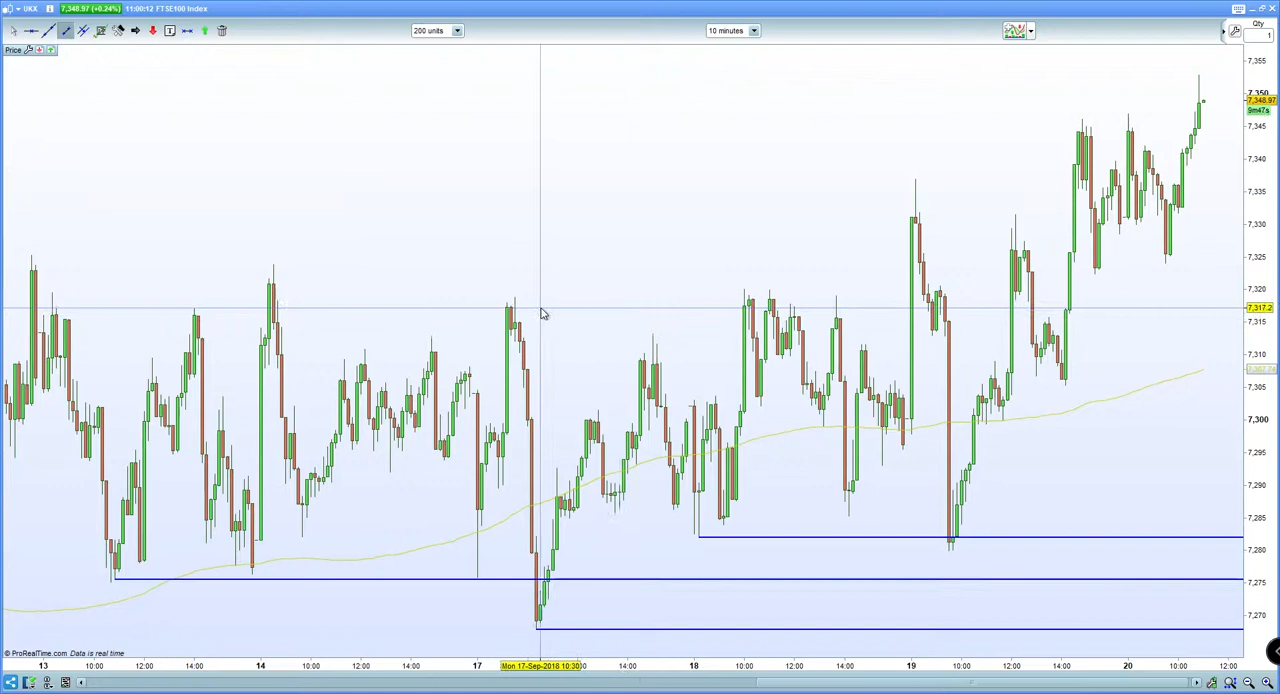 UKX 7,348.97 (+0.24%) 11:00:12 FTSE100 Index
Qty
200 units 10 minutes 1
Price
7,355
7,350
7,348.97
9m47s
7,345
7,340
7,335
7,330
7,325
7,320
7,317.2
7,315
7,310
7,305
7,300
7,295
7,290
7,285
7,280
7,275
7,270
© ProRealTime.com Data is real time
13 10:00 12:00 14:00 14 10:00 12:00 14:00 17 Mon 17-Sep-2018 10:30 14:00 18 10:00 12:00 14:00 19 10:00 12:00 14:00 20 10:00 12:00